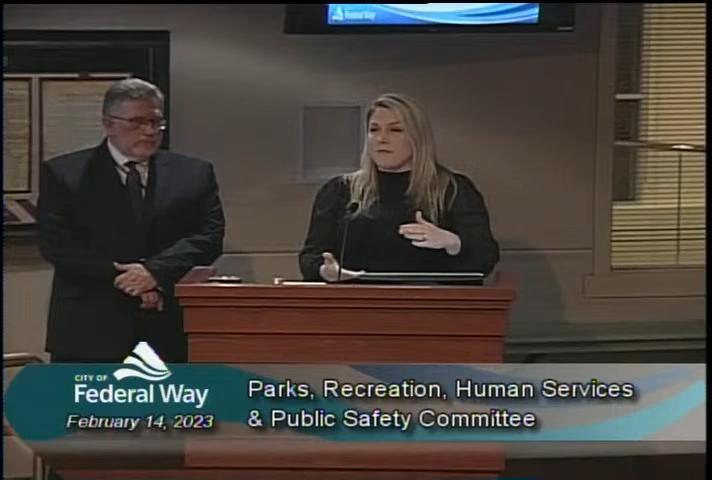 Federal Way
CITY OF
Federal Way
February 14, 2023
Parks, Recreation, Human Services
& Public Safety Committee